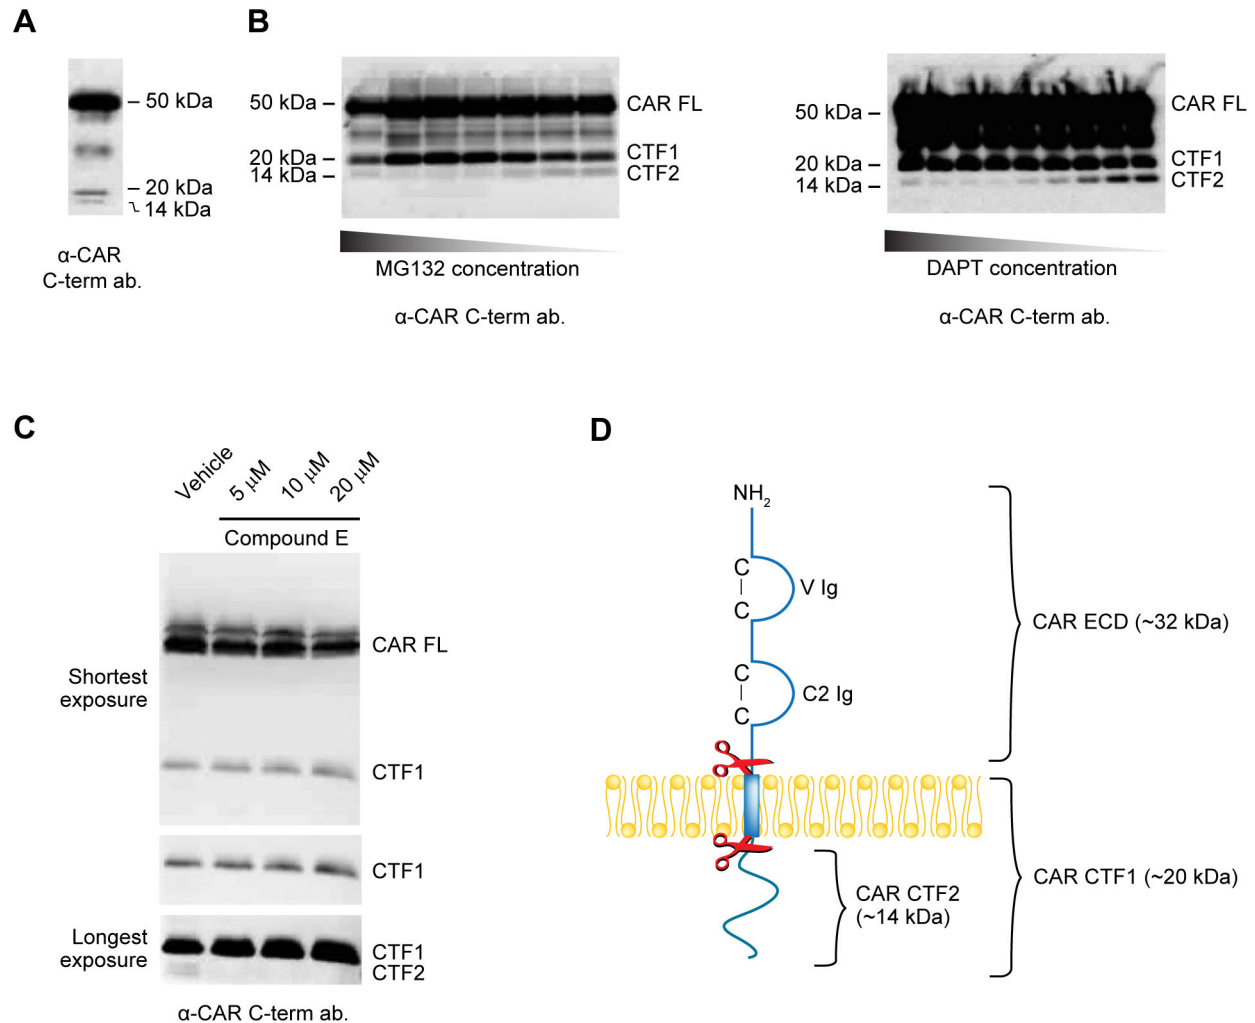 A
– 50 kDa
– 20 kDa
14 kDa
α-CAR
C-term ab.
B
50 kDa –
20 kDa –
14 kDa –
CAR FL
CTF1
CTF2
MG132 concentration
α-CAR C-term ab.
50 kDa –
20 kDa –
14 kDa –
CAR FL
CTF1
CTF2
DAPT concentration
α-CAR C-term ab.
C
Vehicle
5 μM
10 μM
20 μM
Compound E
Shortest
exposure
CAR FL
CTF1
CTF1
Longest
exposure
CTF1
CTF2
α-CAR C-term ab.
D
NH2
C
C
V Ig
C
C
C2 Ig
CAR ECD (~32 kDa)
CAR CTF2
(~14 kDa)
CAR CTF1 (~20 kDa)